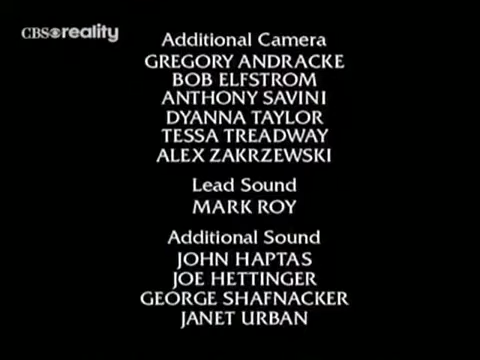 CBS reality
Additional Camera
GREGORY ANDRACKE
BOB ELFSTROM
ANTHONY SAVINI
DYANNA TAYLOR
TESSA TREADWAY
ALEX ZAKRZEWSKI
Lead Sound
MARK ROY
Additional Sound
JOHN HAPTAS
JOE HETTINGER
GEORGE SHAFNACKER
JANET URBAN